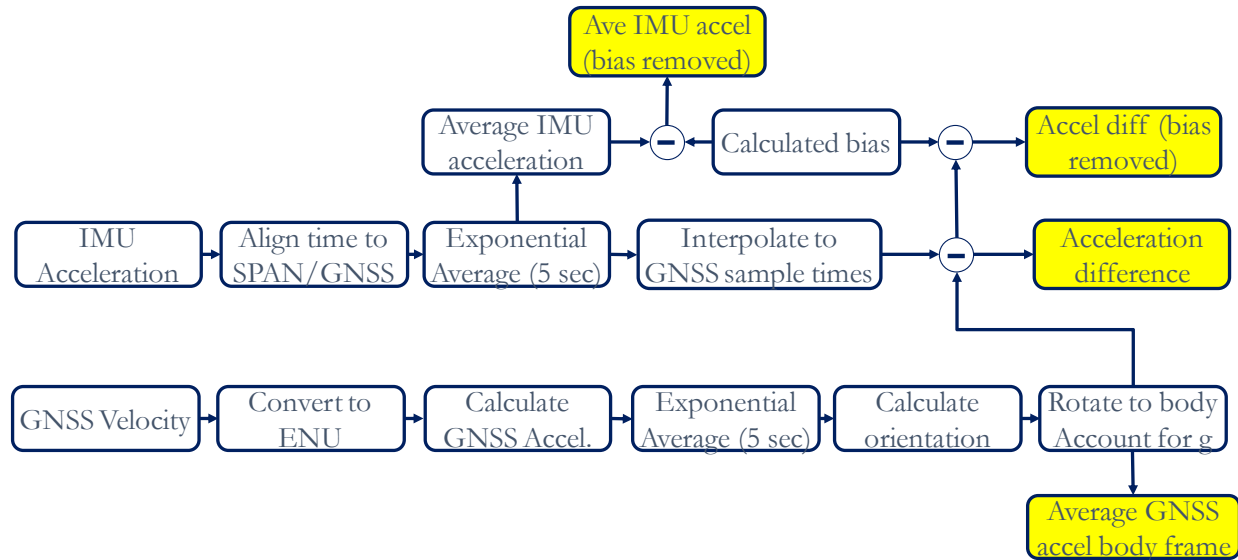 Ave IMU accel
(bias removed)
Average IMU
acceleration
−
Calculated bias
−
Accel diff (bias
removed)
IMU
Acceleration
Align time to
SPAN/GNSS
Exponential
Average (5 sec)
Interpolate to
GNSS sample times
−
Acceleration
difference
GNSS Velocity
Convert to
ENU
Calculate
GNSS Accel.
Exponential
Average (5 sec)
Calculate
orientation
Rotate to body
Account for g
Average GNSS
accel body frame